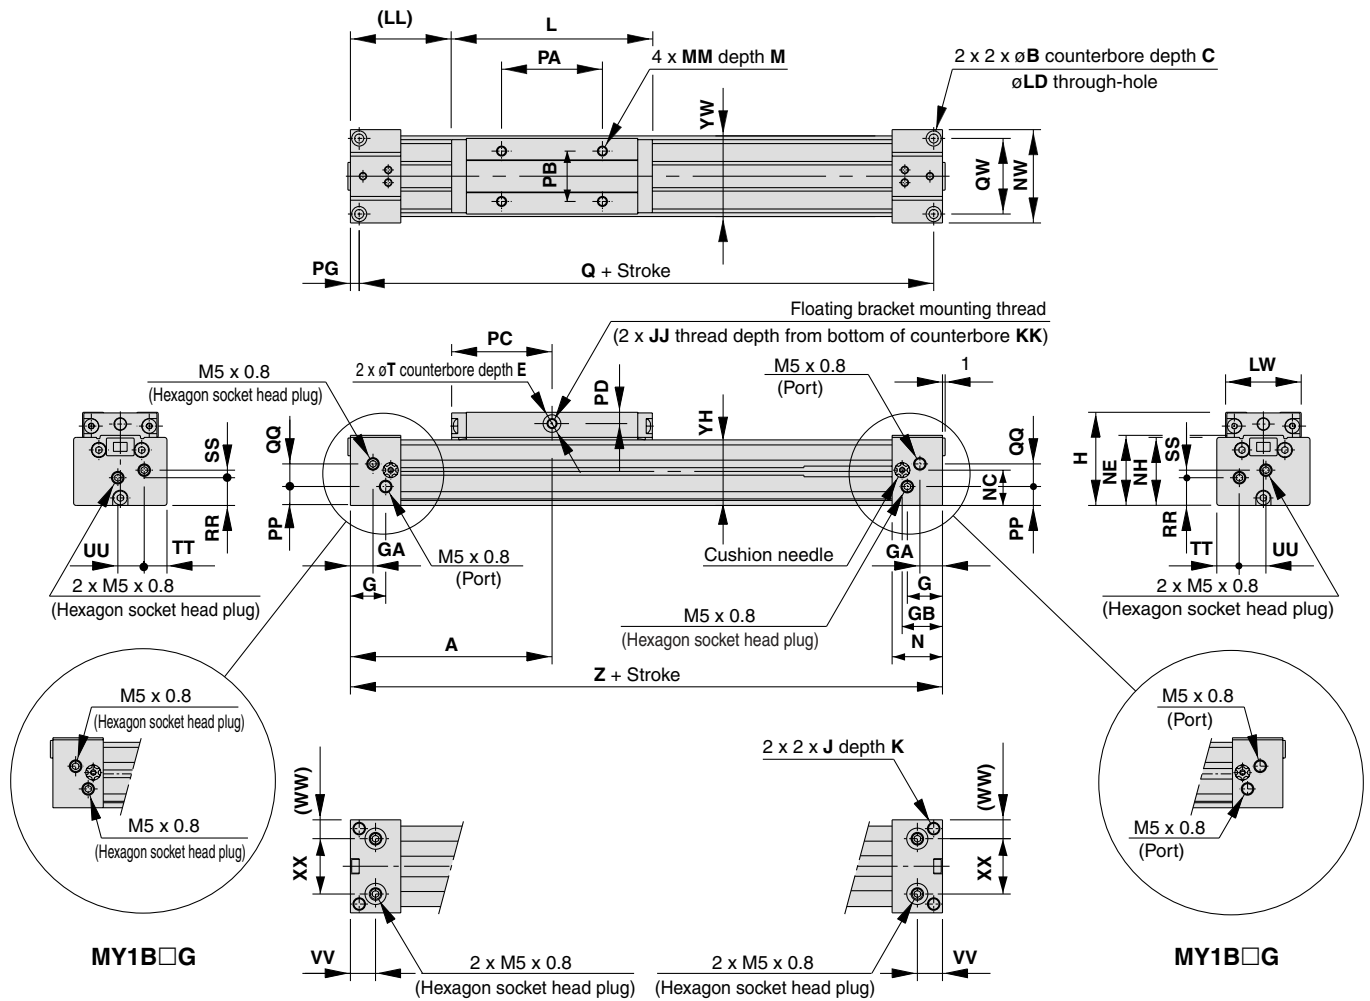 (LL)
L
PA
4 x MM depth M
2 x 2 x øB counterbore depth C
øLD through-hole
YW
PB
QW
NW
PG
Q + Stroke
Floating bracket mounting thread
(2 x JJ thread depth from bottom of counterbore KK)
PC
2 x øT counterbore depth E
PD
YH
M5 x 0.8
(Hexagon socket head plug)
M5 x 0.8
(Port)
1
LW
SS
QQ
RR
PP
UU
TT
2 x M5 x 0.8
(Hexagon socket head plug)
GA
G
M5 x 0.8
(Port)
Cushion needle
NC
QQ
PP
GA
G
GB
N
M5 x 0.8
(Hexagon socket head plug)
H
NE
NH
SS
RR
TT
UU
2 x M5 x 0.8
(Hexagon socket head plug)
A
Z + Stroke
M5 x 0.8
(Hexagon socket head plug)
M5 x 0.8
(Hexagon socket head plug)
MY1B□G
(WW)
XX
VV
2 x M5 x 0.8
(Hexagon socket head plug)
2 x 2 x J depth K
(WW)
XX
VV
2 x M5 x 0.8
(Hexagon socket head plug)
M5 x 0.8
(Port)
M5 x 0.8
(Port)
MY1B□G